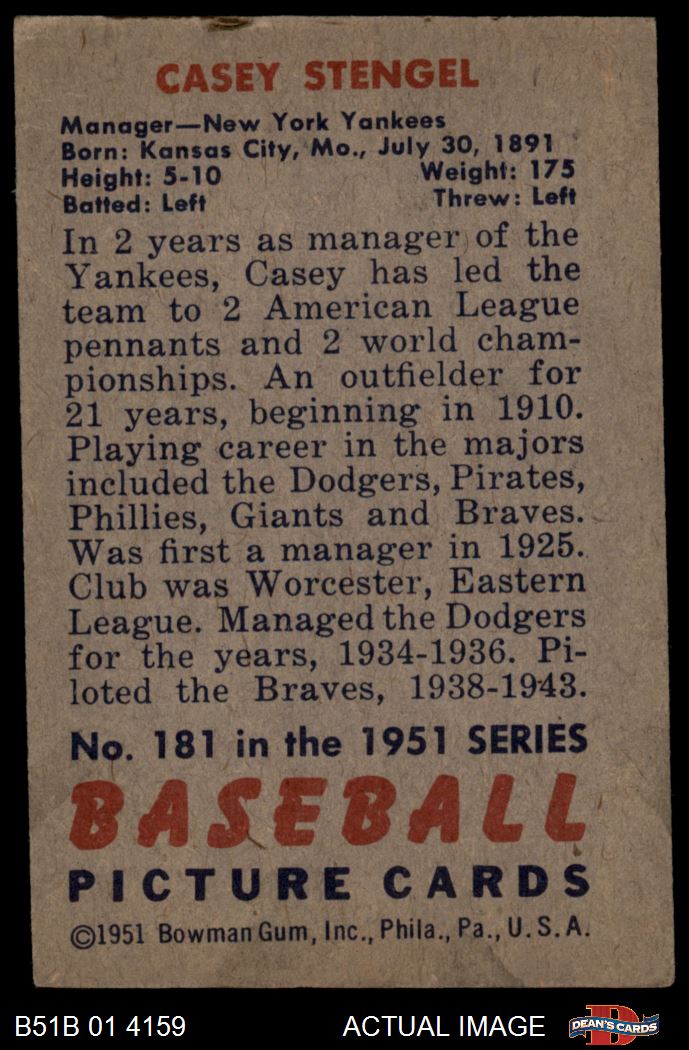 CASEY STENGEL
Manager—New York Yankees
Born: Kansas City, Mo., July 30, 1891
Height: 5-10 Weight: 175
Batted: Left Threw: Left
In 2 years as manager of the
Yankees, Casey has led the
team to 2 American League
pennants and 2 world cham-
pionships. An outfielder for
21 years, beginning in 1910.
Playing career in the majors
included the Dodgers, Pirates,
Phillies, Giants and Braves.
Was first a manager in 1925.
Club was Worcester, Eastern
League. Managed the Dodgers
for the years, 1934-1936. Pi-
loted the Braves, 1938-1943.
No. 181 in the 1951 SERIES
BASEBALL
PICTURE CARDS
©1951 Bowman Gum, Inc., Phila., Pa., U. S. A.
B51B 01 4159 ACTUAL IMAGE D DEAN'S CARDS